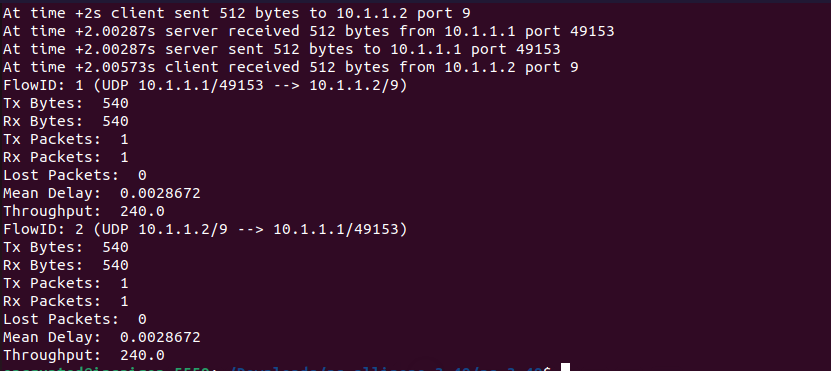 At time +2s client sent 512 bytes to 10.1.1.2 port 9
At time +2.00287s server received 512 bytes from 10.1.1.1 port 49153
At time +2.00287s server sent 512 bytes to 10.1.1.1 port 49153
At time +2.00573s client received 512 bytes from 10.1.1.2 port 9
FlowID: 1 (UDP 10.1.1.1/49153 --> 10.1.1.2/9)
Tx Bytes:  540
Rx Bytes:  540
Tx Packets:  1
Rx Packets:  1
Lost Packets:  0
Mean Delay:  0.0028672
Throughput:  240.0
FlowID: 2 (UDP 10.1.1.2/9 --> 10.1.1.1/49153)
Tx Bytes:  540
Rx Bytes:  540
Tx Packets:  1
Rx Packets:  1
Lost Packets:  0
Mean Delay:  0.0028672
Throughput:  240.0